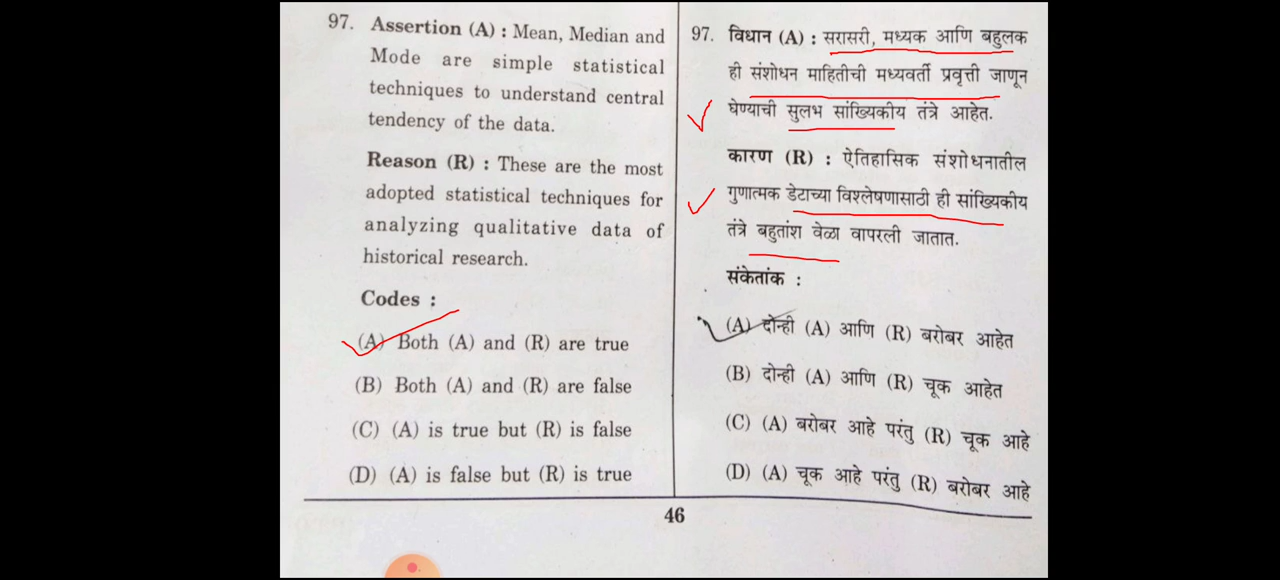 97. Assertion (A) : Mean, Median and
Mode are simple statistical
techniques to understand central
tendency of the data.
Reason (R) : These are the most
adopted statistical techniques for
analyzing qualitative data of
historical research.
Codes :
(A) Both (A) and (R) are true
(B) Both (A) and (R) are false
(C) (A) is true but (R) is false
(D) (A) is false but (R) is true
97. विधान (A) : सरासरी, मध्यक आणि बहुलक
ही संशोधन माहितीची मध्यवर्ती प्रवृत्ती जाणून
घेण्याची सुलभ सांख्यिकीय तंत्रे आहेत.
कारण (R) : ऐतिहासिक संशोधनातील
गुणात्मक डेटाच्या विश्लेषणासाठी ही सांख्यिकीय
तंत्रे बहुतांश वेळा वापरली जातात.
संकेतांक :
(A) दोन्ही (A) आणि (R) बरोबर आहेत
(B) दोन्ही (A) आणि (R) चूक आहेत
(C) (A) बरोबर आहे परंतु (R) चूक आहे
(D) (A) चूक आहे परंतु (R) बरोबर आहे
46